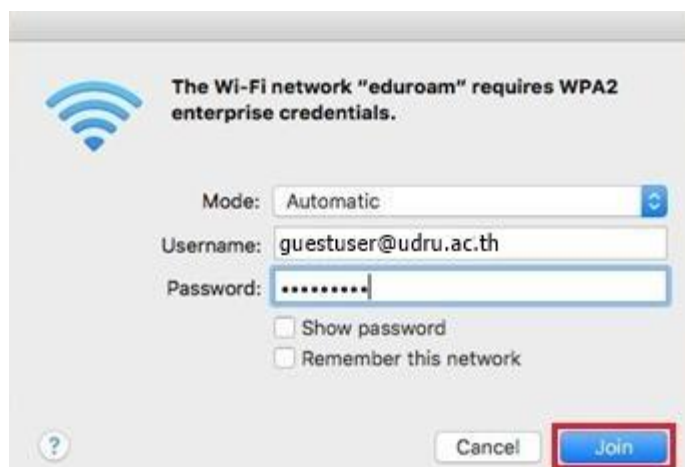 The Wi-Fi network “eduroam” requires WPA2
enterprise credentials.
Mode: Automatic
Username: guestuser@udru.ac.th
Password: •••••••••
Show password
Remember this network
? Cancel Join